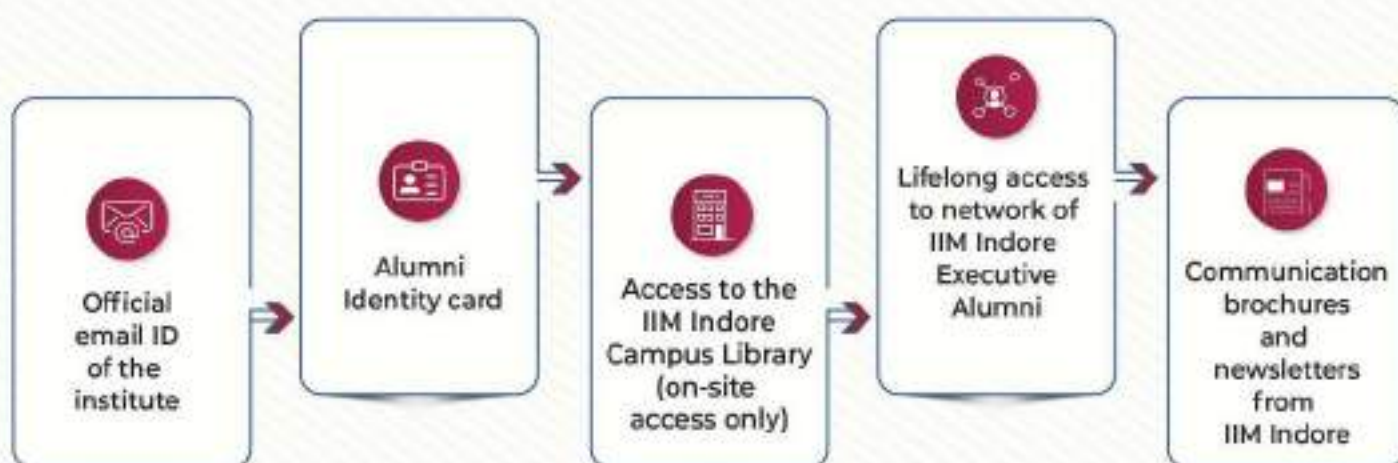 Official
email ID
of the
institute
Alumni
Identity card
Access to the
IIM Indore
Campus Library
(on-site
access only)
Lifelong access
to network of
IIM Indore
Executive
Alumni
Communication
brochures
and
newsletters
from
IIM Indore